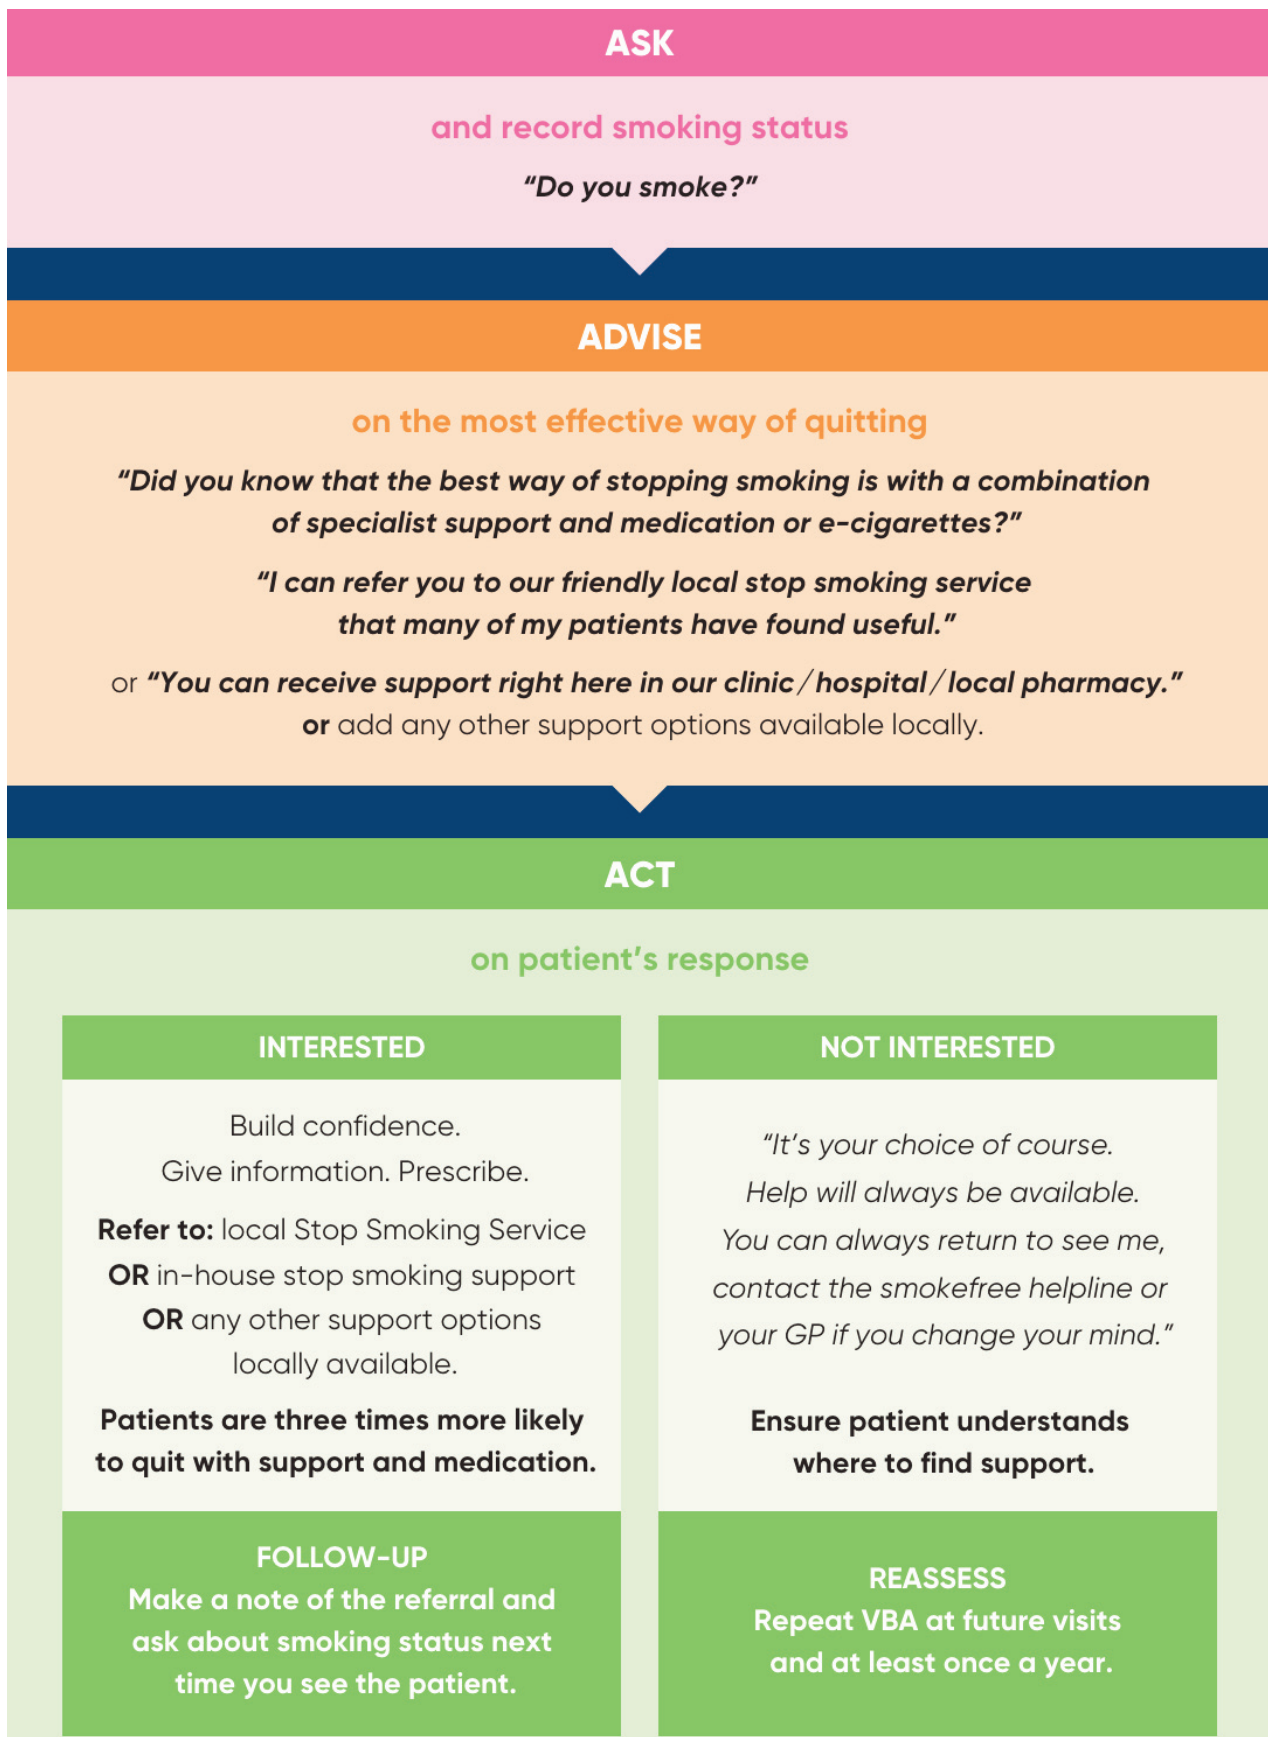 ASK
and record smoking status
“Do you smoke?”
ADVISE
on the most effective way of quitting
“Did you know that the best way of stopping smoking is with a combination
of specialist support and medication or e-cigarettes?”
“I can refer you to our friendly local stop smoking service
that many of my patients have found useful.”
or “You can receive support right here in our clinic/hospital/local pharmacy.”
or add any other support options available locally.
ACT
on patient’s response
INTERESTED
Build confidence.
Give information. Prescribe.
Refer to: local Stop Smoking Service
OR in-house stop smoking support
OR any other support options
locally available.
Patients are three times more likely
to quit with support and medication.
FOLLOW-UP
Make a note of the referral and
ask about smoking status next
time you see the patient.
NOT INTERESTED
“It’s your choice of course.
Help will always be available.
You can always return to see me,
contact the smokefree helpline or
your GP if you change your mind.”
Ensure patient understands
where to find support.
REASSESS
Repeat VBA at future visits
and at least once a year.